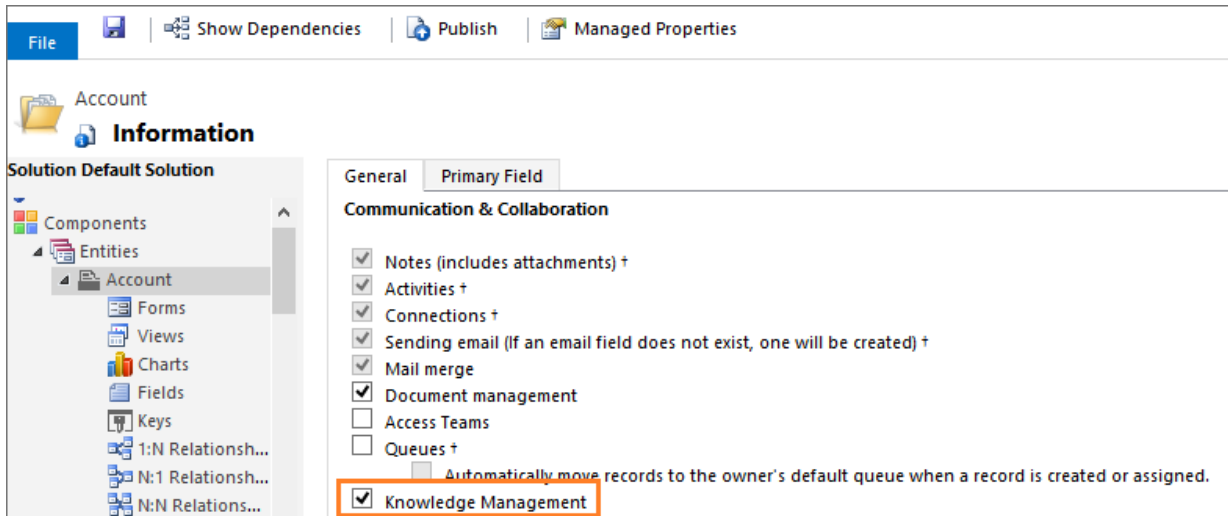 File
Show Dependencies
Publish
Managed Properties
Account
Information
Solution Default Solution
Components
Entities
Account
Forms
Views
Charts
Fields
Keys
1:N Relationsh...
N:1 Relationsh...
N:N Relations...
General
Primary Field
Communication & Collaboration
Notes (includes attachments) †
Activities †
Connections †
Sending email (If an email field does not exist, one will be created) †
Mail merge
Document management
Access Teams
Queues †
Automatically move records to the owner's default queue when a record is created or assigned.
Knowledge Management